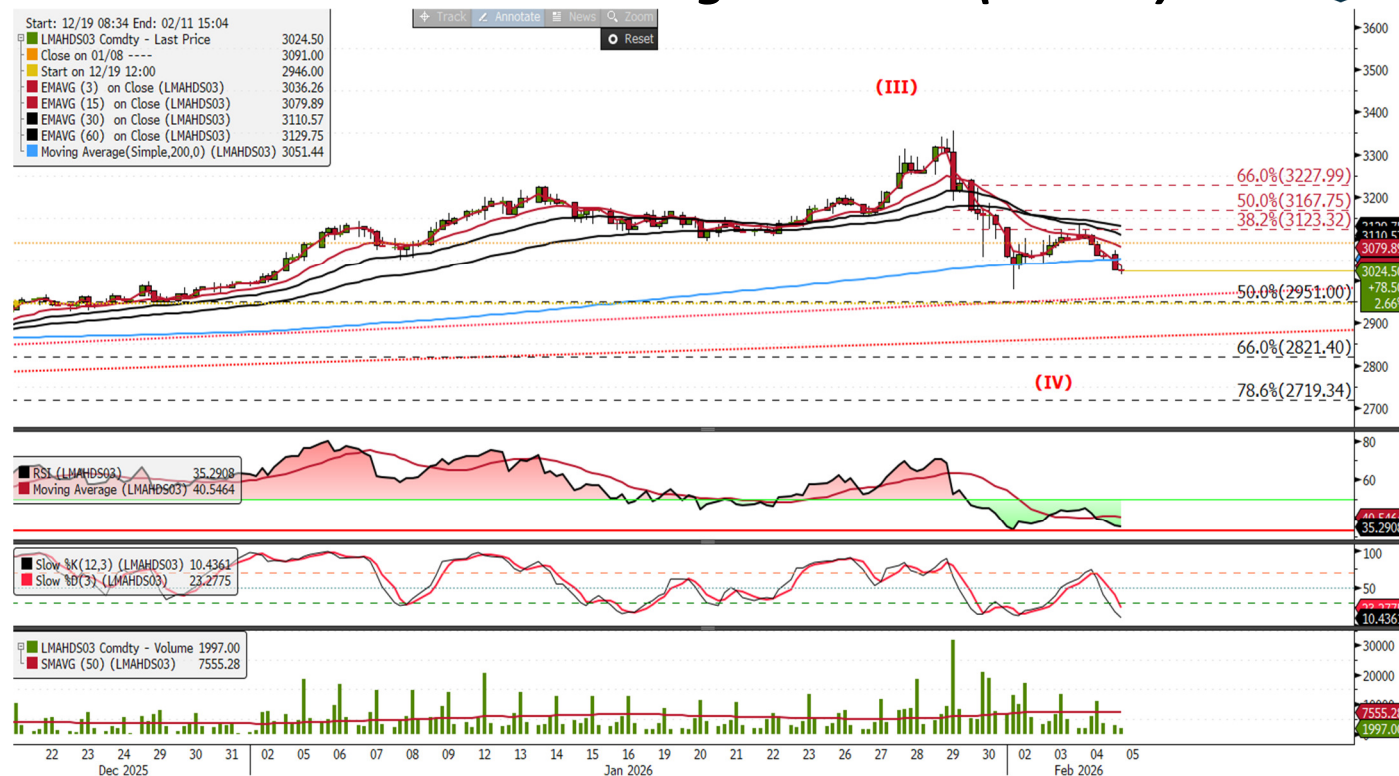 Track Annotate News Zoom
Reset
Start: 12/19 08:34 End: 02/11 15:04
LMAHDS03 Comdty - Last Price 3024.50
Close on 01/08 ---- 3091.00
Start on 12/19 12:00 2946.00
EMAVG (3) on Close (LMAHDS03) 3036.26
EMAVG (15) on Close (LMAHDS03) 3079.89
EMAVG (30) on Close (LMAHDS03) 3110.57
EMAVG (60) on Close (LMAHDS03) 3129.75
Moving Average(Simple,200,0) (LMAHDS03) 3051.44
(III)
(IV)
66.0%(3227.99)
50.0%(3167.75)
38.2%(3123.32)
50.0%(2951.00)
66.0%(2821.40)
78.6%(2719.34)
3600
3500
3400
3300
3200
3110.57
3079.89
3024.50
+78.50
2.66%
2900
2800
2700
RSI (LMAHDS03) 35.2908
Moving Average (LMAHDS03) 40.5464
80
60
35.2908
Slow %K(12,3) (LMAHDS03) 10.4361
Slow %D(3) (LMAHDS03) 23.2775
100
50
23.2775
10.4361
LMAHDS03 Comdty - Volume 1997.00
SMAVG (50) (LMAHDS03) 7555.28
30000
20000
7555.28
1997.00
22 23 24 29 30 31 02 05 06 07 08 09 12 13 14 15 16 19 20 21 22 23 26 27 28 29 30 02 03 04 05
Dec 2025 Jan 2026 Feb 2026